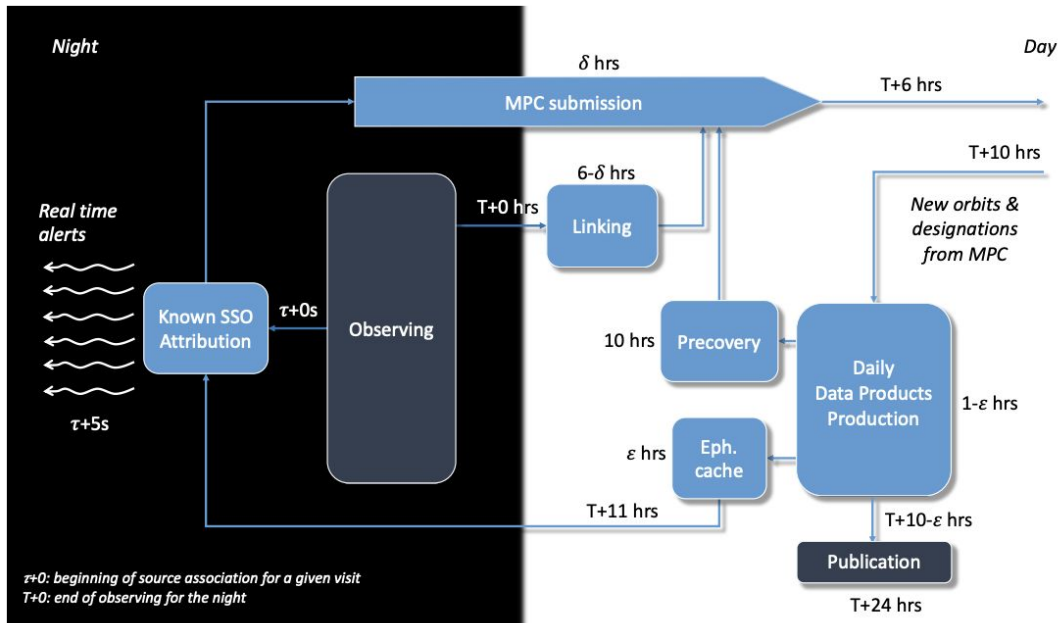 Night
Day
δ hrs
MPC submission
T+6 hrs
T+10 hrs
6-δ hrs
T+0 hrs
Linking
New orbits &
designations
from MPC
Real time
alerts
Known SSO
Attribution
τ+0s
Observing
τ+5s
10 hrs
Precovery
Daily
Data Products
Production
1-ε hrs
ε hrs
Eph.
cache
T+11 hrs
T+10-ε hrs
Publication
T+24 hrs
τ+0: beginning of source association for a given visit
T+0: end of observing for the night